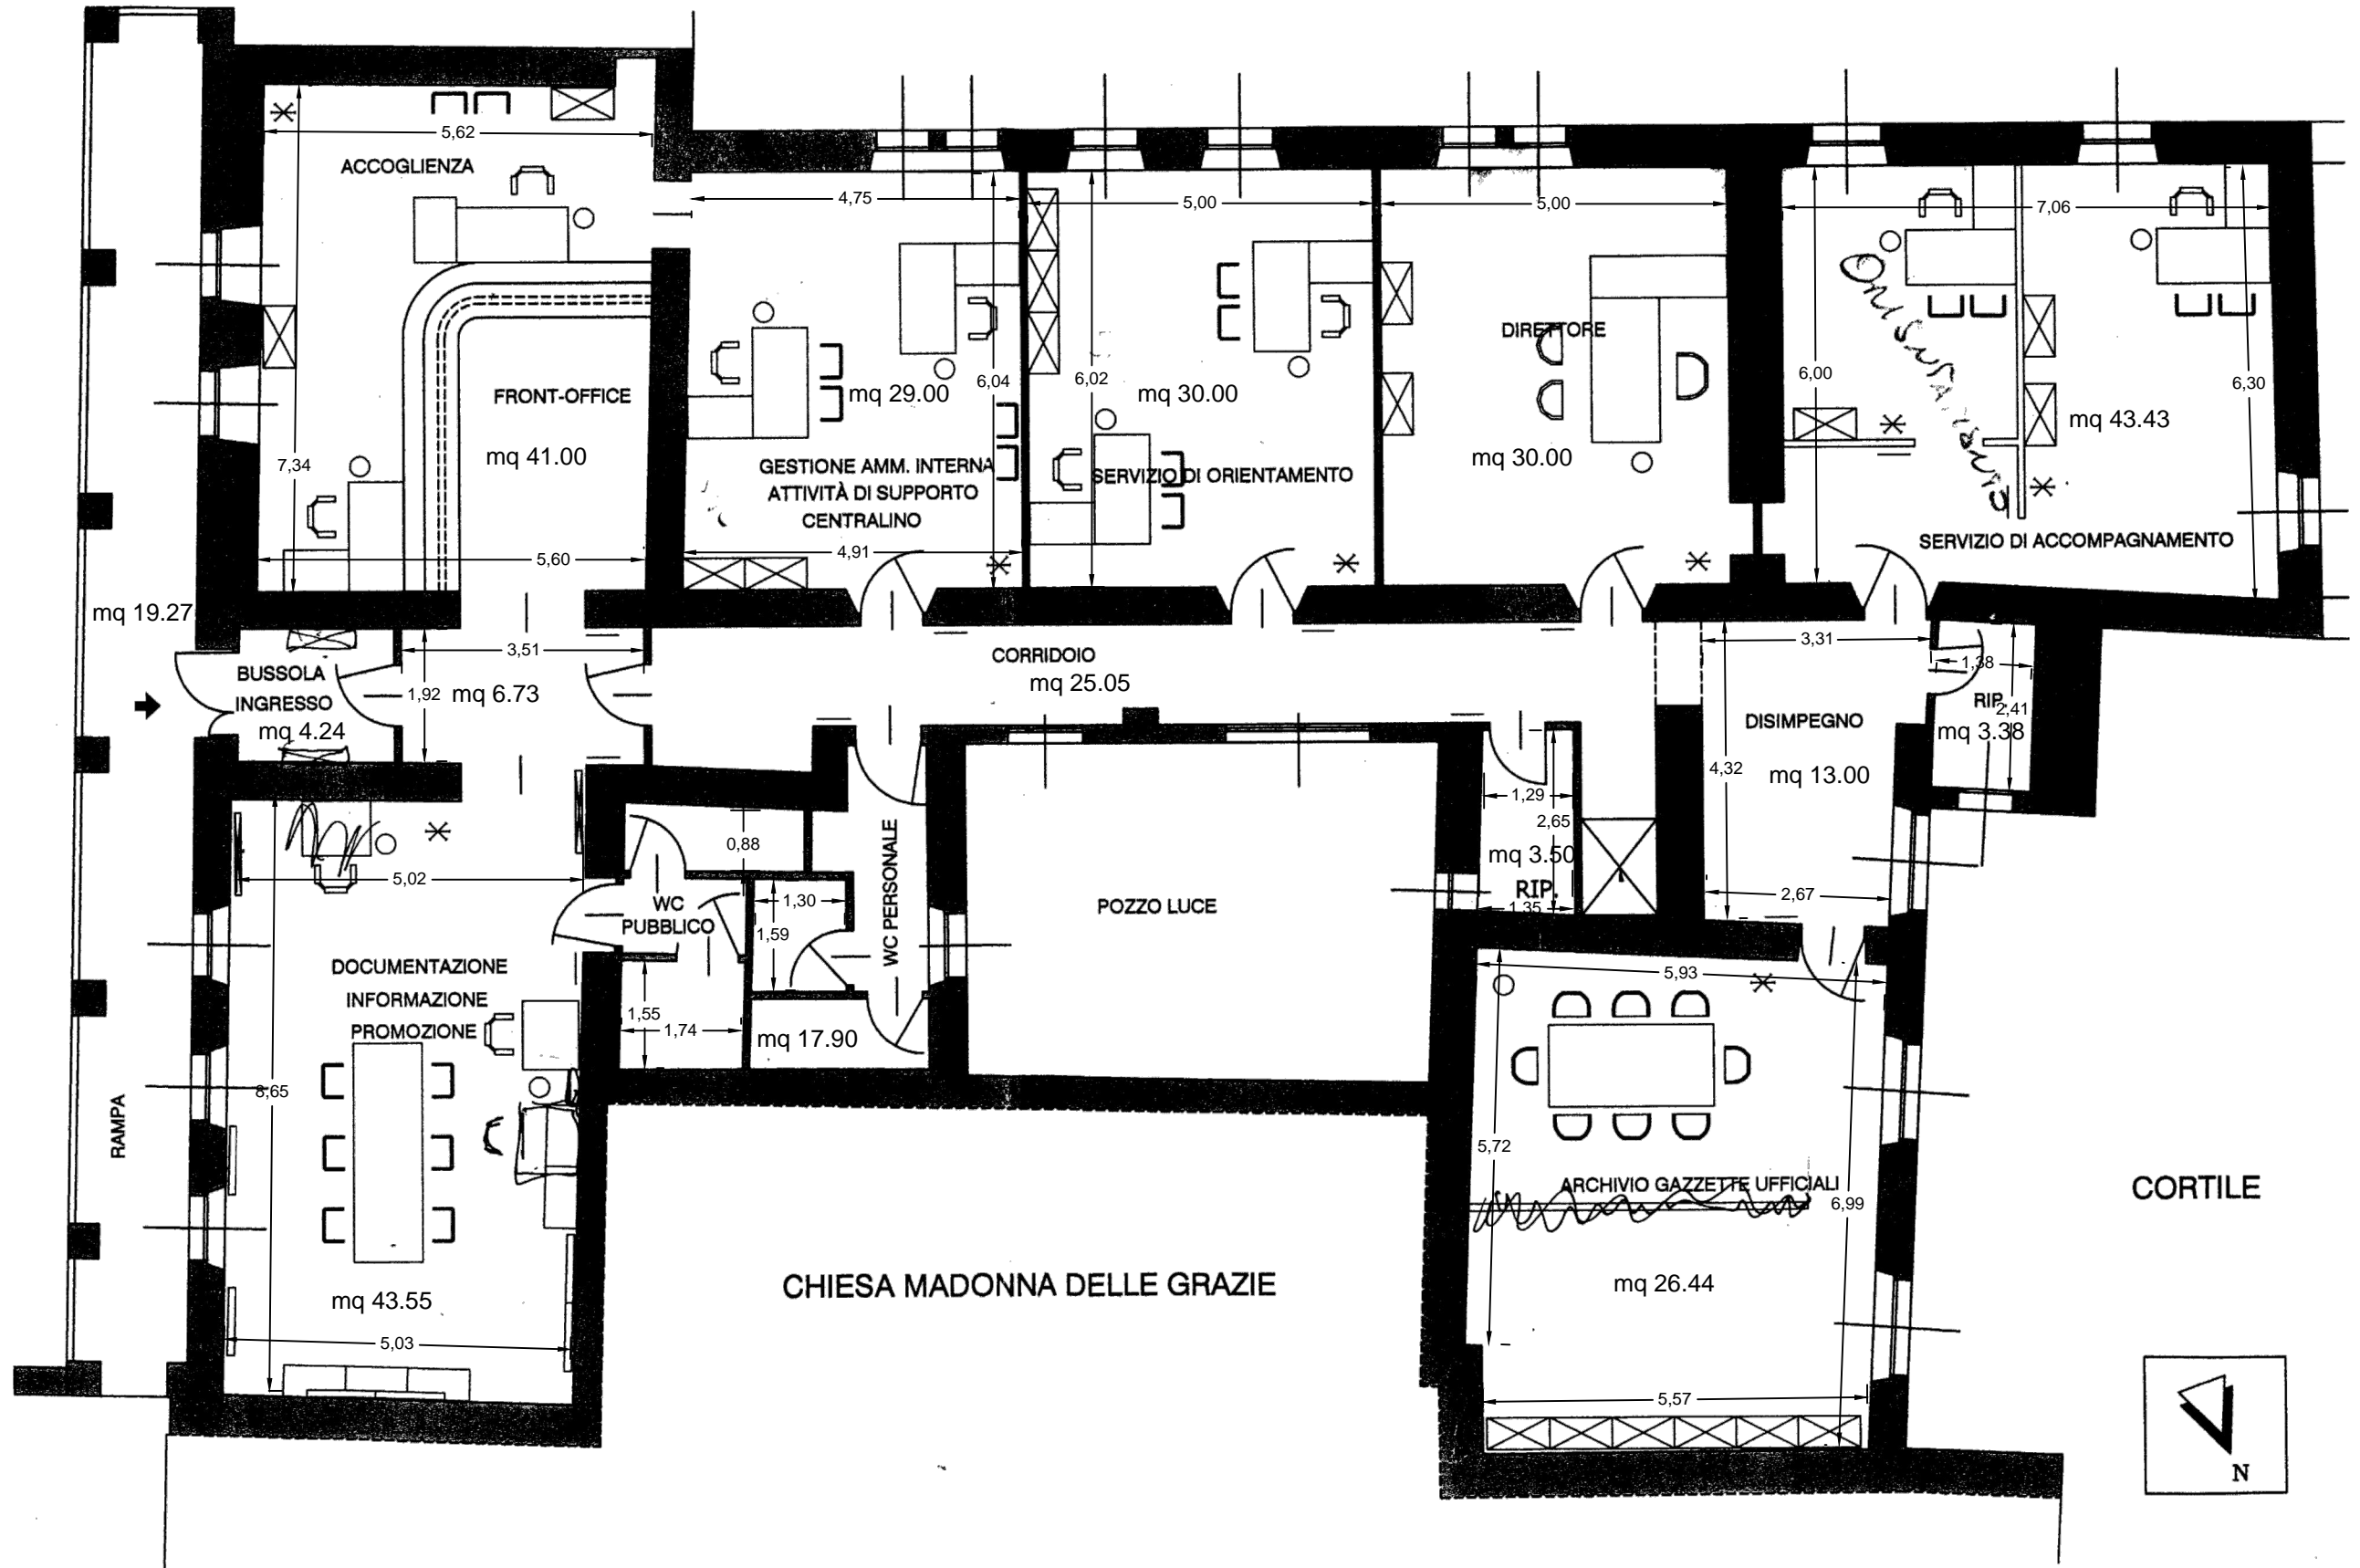 5,62
ACCOGLIENZA
4,75
5,00
5,00
7,06
DIRETTORE
6,04
6,02
6,00
6,30
FRONT-OFFICE
mq 29.00
mq 30.00
mq 43.43
mq 41.00
mq 30.00
7,34
GESTIONE AMM. INTERNA
ATTIVITÀ DI SUPPORTO
CENTRALINO
SERVIZIO DI ORIENTAMENTO
SERVIZIO DI ACCOMPAGNAMENTO
4,91
5,60
mq 19.27
3,51
CORRIDOIO
mq 25.05
3,31
1,38
BUSSOLA
INGRESSO
mq 4.24
1,92
mq 6.73
RIP.
2,41
mq 3.38
DISIMPEGNO
4,32
mq 13.00
1,29
2,65
mq 3.50
RIP.
1,35
2,67
0,88
5,02
WC
PUBBLICO
1,30
1,59
WC PERSONALE
POZZO LUCE
DOCUMENTAZIONE
INFORMAZIONE
PROMOZIONE
1,55
1,74
mq 17.90
5,93
8,65
RAMPA
5,72
ARCHIVIO GAZZETTE UFFICIALI
6,99
CORTILE
CHIESA MADONNA DELLE GRAZIE
mq 26.44
mq 43.55
5,03
5,57
N